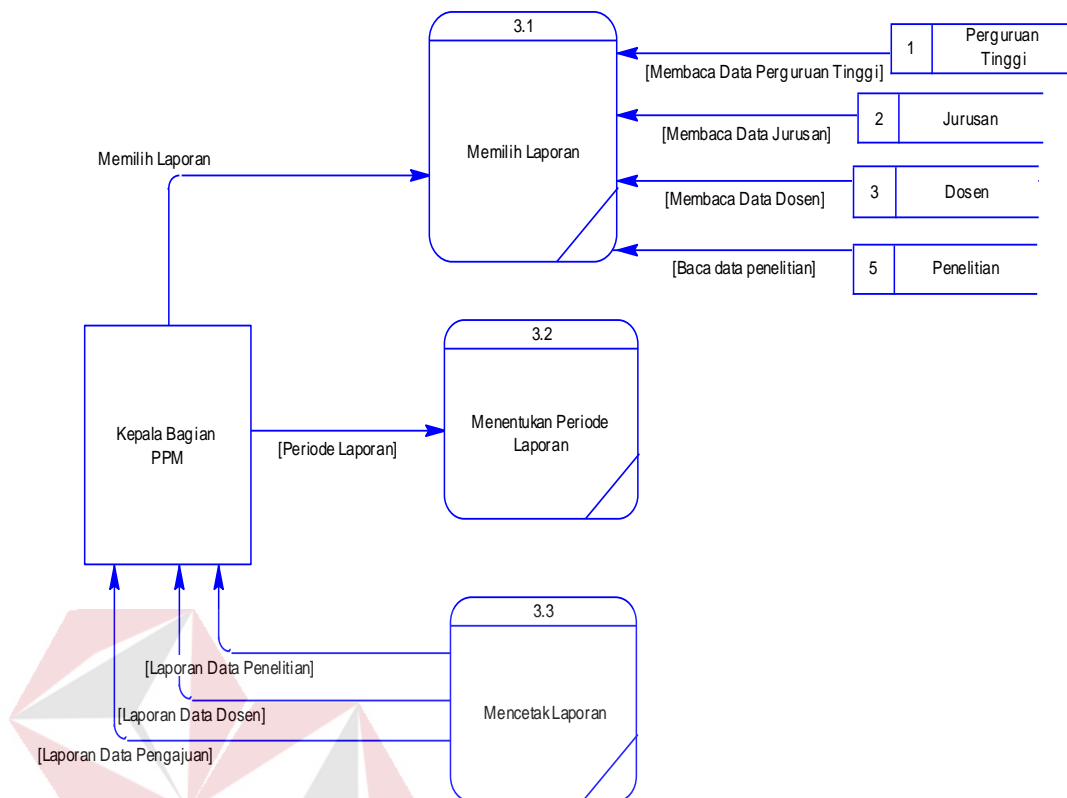 3.1
Memilih Laporan
1
Perguruan
Tinggi
[Membaca Data Perguruan Tinggi]
2
Jurusan
[Membaca Data Jurusan]
3
Dosen
[Membaca Data Dosen]
5
Penelitian
[Baca data penelitian]
Memilih Laporan
Kepala Bagian
PPM
[Periode Laporan]
3.2
Menentukan Periode
Laporan
3.3
Mencetak Laporan
[Laporan Data Penelitian]
[Laporan Data Dosen]
[Laporan Data Pengajuan]